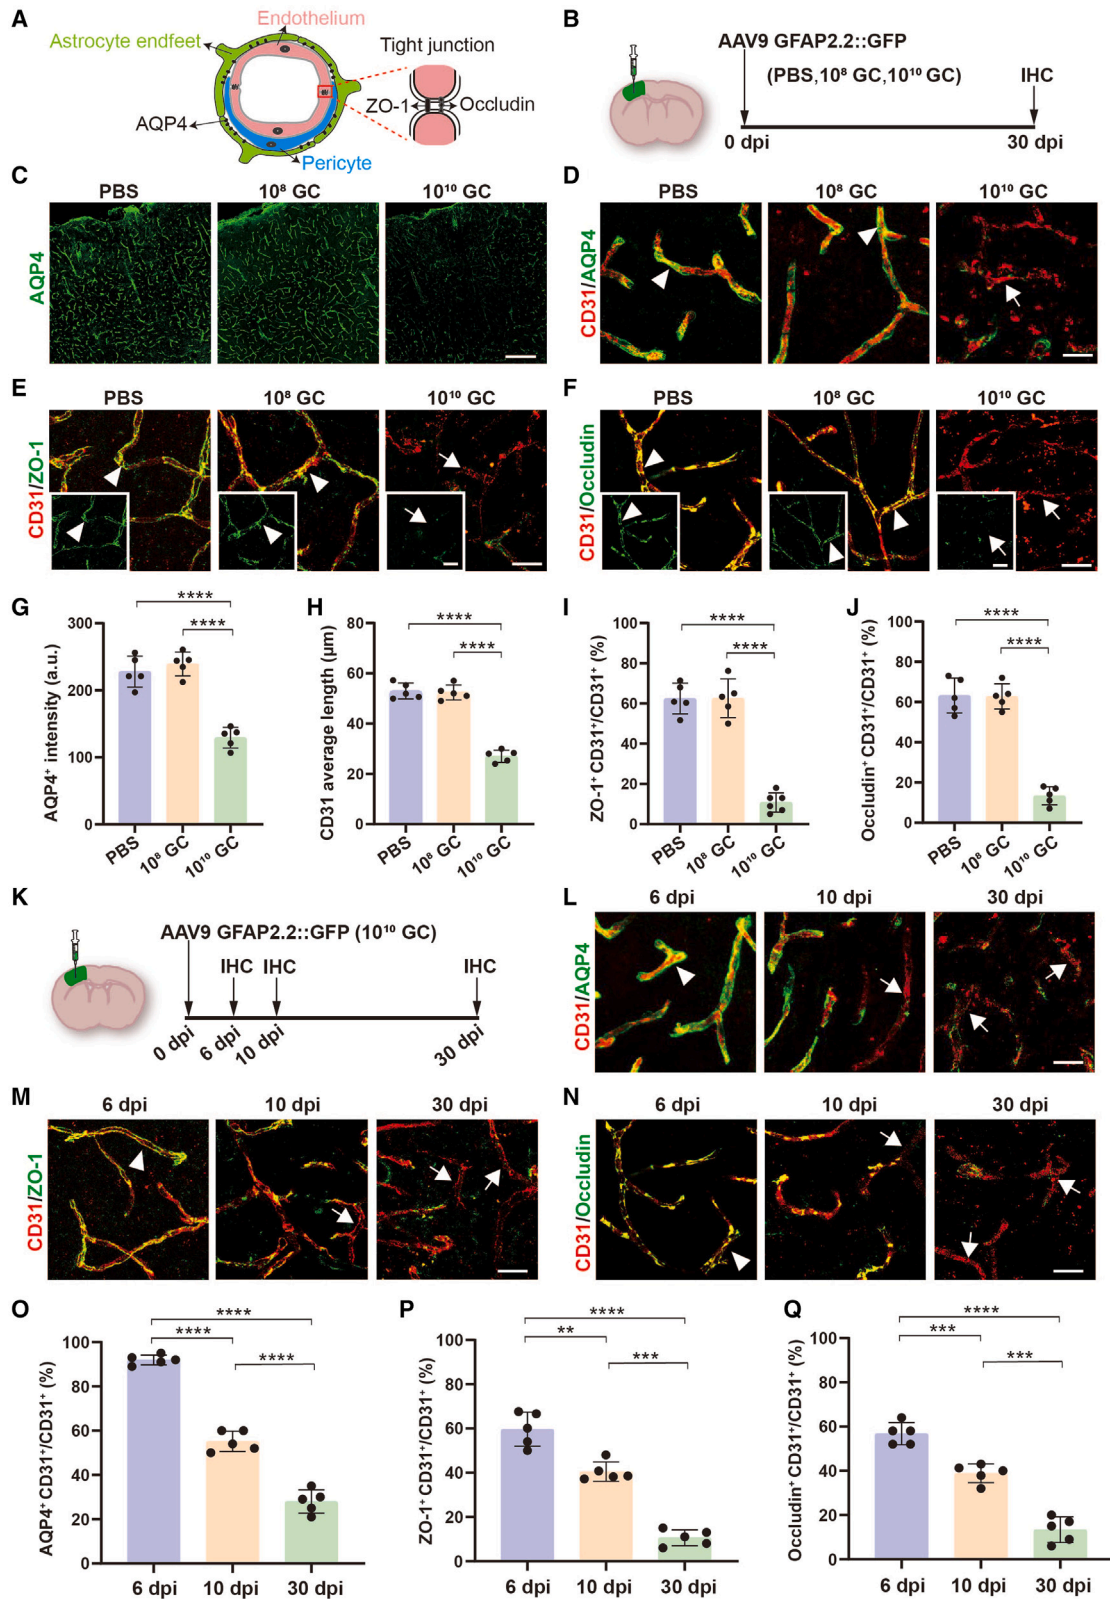 A
Endothelium
Astrocyte endfeet
Tight junction
ZO-1
Occludin
AQP4
Pericyte
B
AAV9 GFAP2.2::GFP
(PBS,10⁸ GC,10¹⁰ GC)
IHC
0 dpi
30 dpi
C
PBS
10⁸ GC
10¹⁰ GC
AQP4
D
PBS
10⁸ GC
10¹⁰ GC
CD31/AQP4
E
PBS
10⁸ GC
10¹⁰ GC
CD31/ZO-1
F
PBS
10⁸ GC
10¹⁰ GC
CD31/Occludin
G
****
****
AQP4⁺ intensity (a.u.)
300
200
100
0
PBS
10⁸ GC
10¹⁰ GC
H
****
****
CD31 average length (μm)
80
60
40
20
0
PBS
10⁸ GC
10¹⁰ GC
I
****
****
ZO-1⁺ CD31⁺/CD31⁺ (%)
100
80
60
40
20
0
PBS
10⁸ GC
10¹⁰ GC
J
****
****
Occludin⁺ CD31⁺/CD31⁺ (%)
100
80
60
40
20
0
PBS
10⁸ GC
10¹⁰ GC
K
AAV9 GFAP2.2::GFP (10¹⁰ GC)
IHC
IHC
IHC
0 dpi
6 dpi
10 dpi
30 dpi
L
6 dpi
10 dpi
30 dpi
CD31/AQP4
M
6 dpi
10 dpi
30 dpi
CD31/ZO-1
N
6 dpi
10 dpi
30 dpi
CD31/Occludin
O
****
****
****
AQP4⁺ CD31⁺/CD31⁺ (%)
100
80
60
40
20
0
6 dpi
10 dpi
30 dpi
P
****
**
***
ZO-1⁺ CD31⁺/CD31⁺ (%)
100
80
60
40
20
0
6 dpi
10 dpi
30 dpi
Q
****
***
***
Occludin⁺ CD31⁺/CD31⁺ (%)
100
80
60
40
20
0
6 dpi
10 dpi
30 dpi